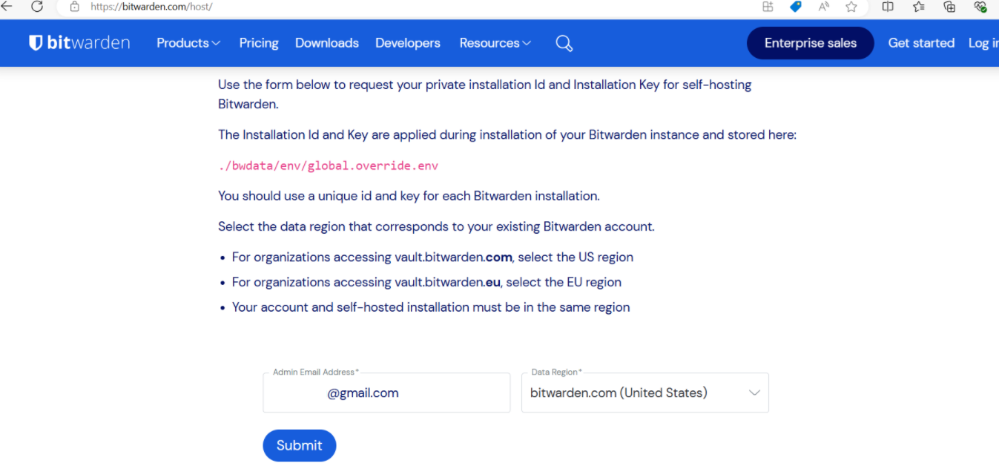 https://bitwarden.com/host/
bitwarden Products Pricing Downloads Developers Resources Enterprise sales Get started Log in
Use the form below to request your private installation Id and Installation Key for self-hosting
Bitwarden.
The Installation Id and Key are applied during installation of your Bitwarden instance and stored here:
./bwdata/env/global.override.env
You should use a unique id and key for each Bitwarden installation.
Select the data region that corresponds to your existing Bitwarden account.
• For organizations accessing vault.bitwarden.com, select the US region
• For organizations accessing vault.bitwarden.eu, select the EU region
• Your account and self-hosted installation must be in the same region
Admin Email Address* Data Region*
@gmail.com bitwarden.com (United States)
Submit